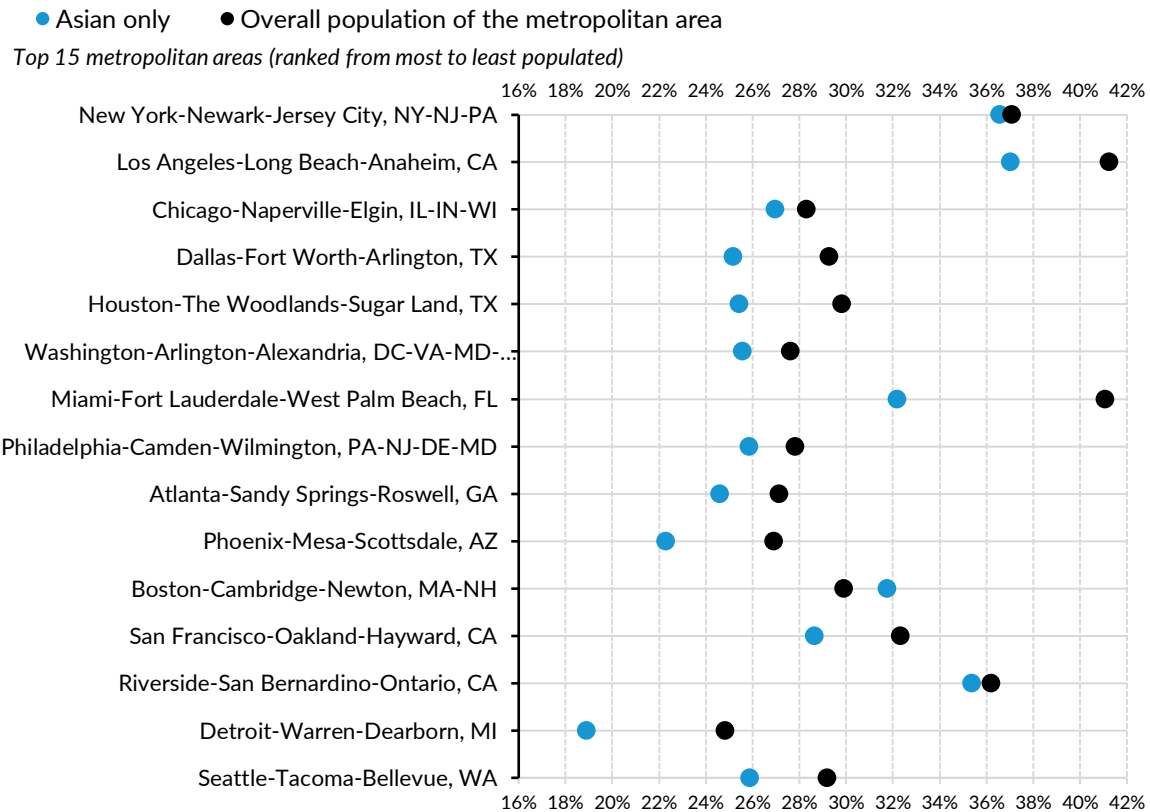 Asian only Overall population of the metropolitan area
Top 15 metropolitan areas (ranked from most to least populated)
16% 18% 20% 22% 24% 26% 28% 30% 32% 34% 36% 38% 40% 42%
New York-Newark-Jersey City, NY-NJ-PA
Los Angeles-Long Beach-Anaheim, CA
Chicago-Naperville-Elgin, IL-IN-WI
Dallas-Fort Worth-Arlington, TX
Houston-The Woodlands-Sugar Land, TX
Washington-Arlington-Alexandria, DC-VA-MD-...
Miami-Fort Lauderdale-West Palm Beach, FL
Philadelphia-Camden-Wilmington, PA-NJ-DE-MD
Atlanta-Sandy Springs-Roswell, GA
Phoenix-Mesa-Scottsdale, AZ
Boston-Cambridge-Newton, MA-NH
San Francisco-Oakland-Hayward, CA
Riverside-San Bernardino-Ontario, CA
Detroit-Warren-Dearborn, MI
Seattle-Tacoma-Bellevue, WA
16% 18% 20% 22% 24% 26% 28% 30% 32% 34% 36% 38% 40% 42%